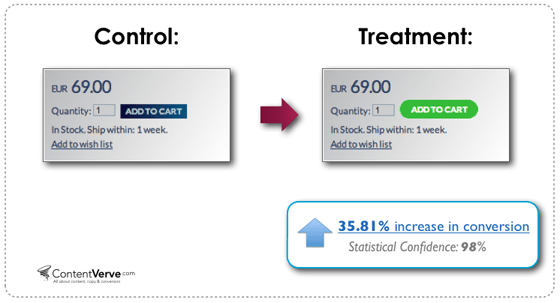 Control:
Treatment:
EUR 69.00
Quantity: 1 ADD TO CART
In Stock. Ship within: 1 week.
Add to wish list
EUR 69.00
Quantity: 1 ADD TO CART
In Stock. Ship within: 1 week.
Add to wish list
35.81% increase in conversion
Statistical Confidence: 98%
ContentVerve.com
All about content, copy & conversion